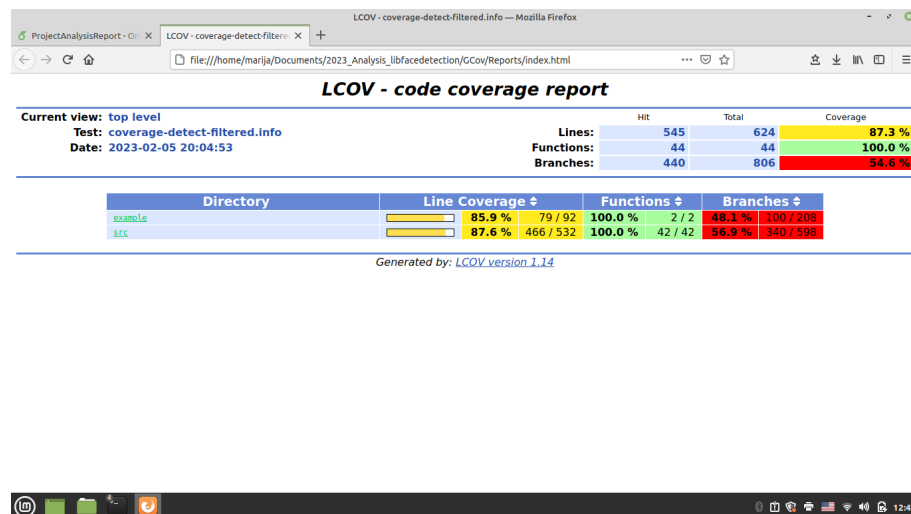 LCOV - coverage-detect-filtered.info — Mozilla Firefox
ProjectAnalysisReport - Onl
LCOV - coverage-detect-filtere
file:///home/marija/Documents/2023_Analysis_libfacedetection/GCov/Reports/index.html
LCOV - code coverage report
Current view: top level Hit Total Coverage
Test: coverage-detect-filtered.info Lines: 545 624 87.3 %
Date: 2023-02-05 20:04:53 Functions: 44 44 100.0 %
Branches: 440 806 54.6 %
Directory Line Coverage Functions Branches
example 85.9 % 79 / 92 100.0 % 2 / 2 48.1 % 100 / 208
src 87.6 % 466 / 532 100.0 % 42 / 42 56.9 % 340 / 598
Generated by: LCOV version 1.14
4
12:4